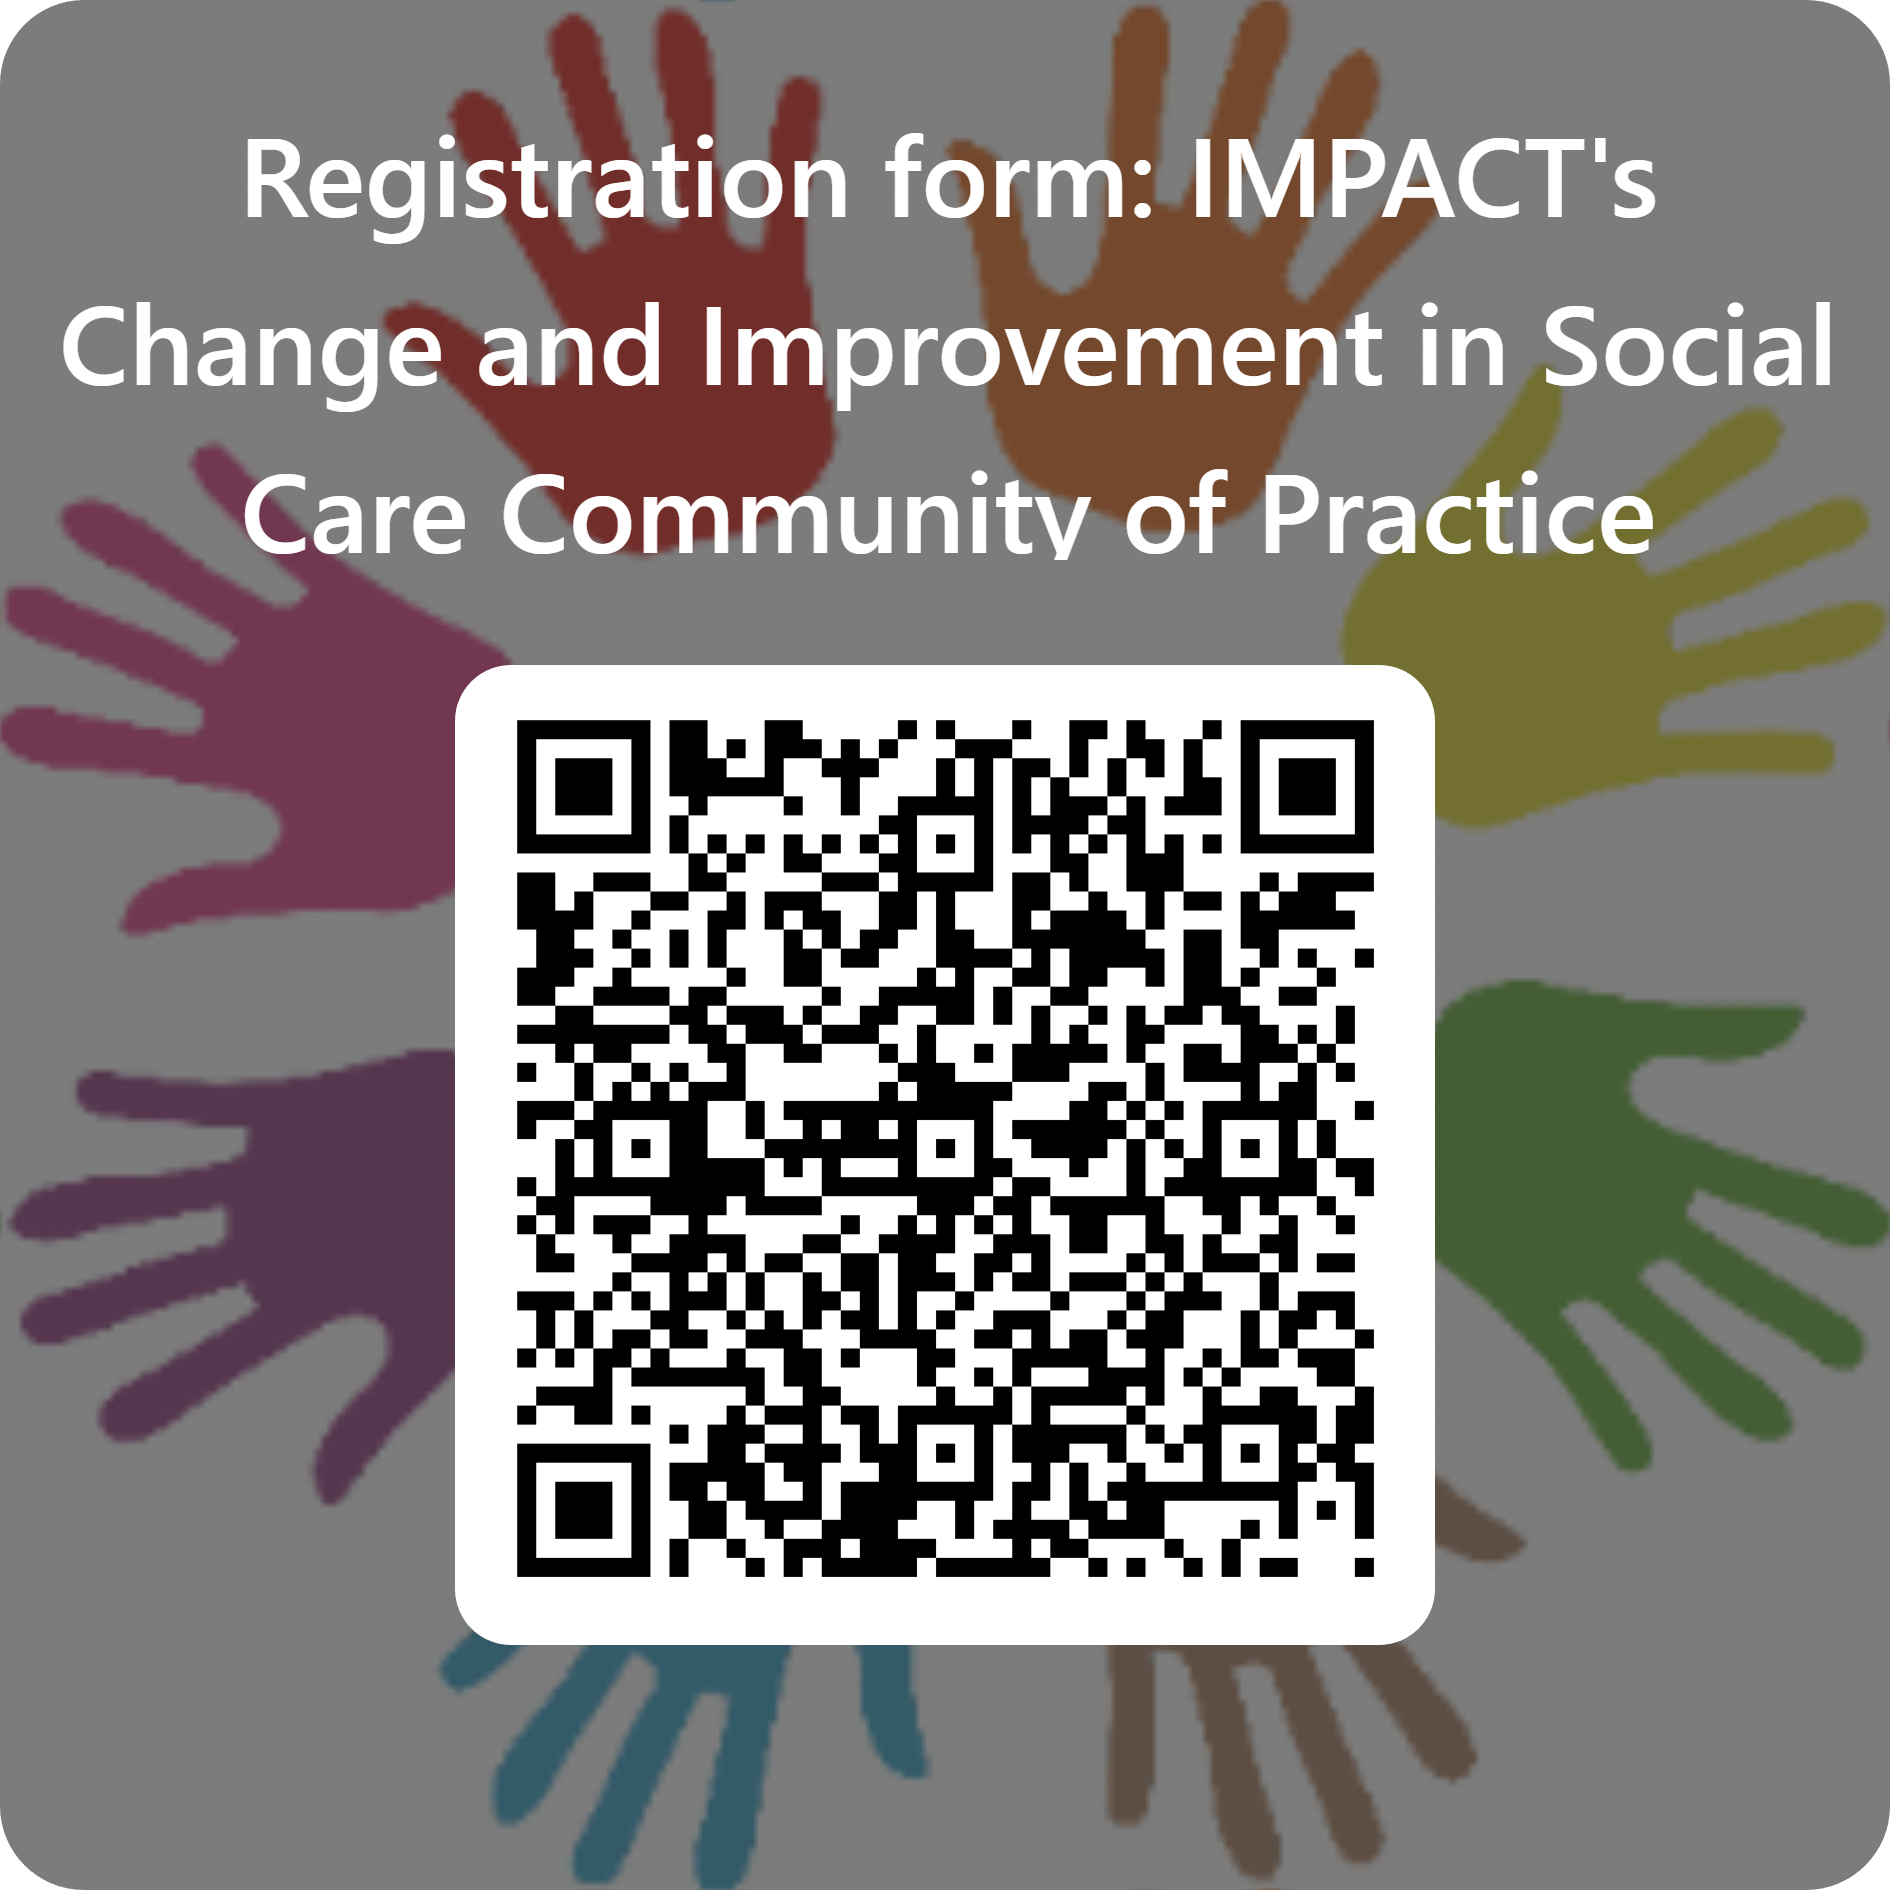 Registration form: IMPACT's
Change and Improvement in Social
Care Community of Practice